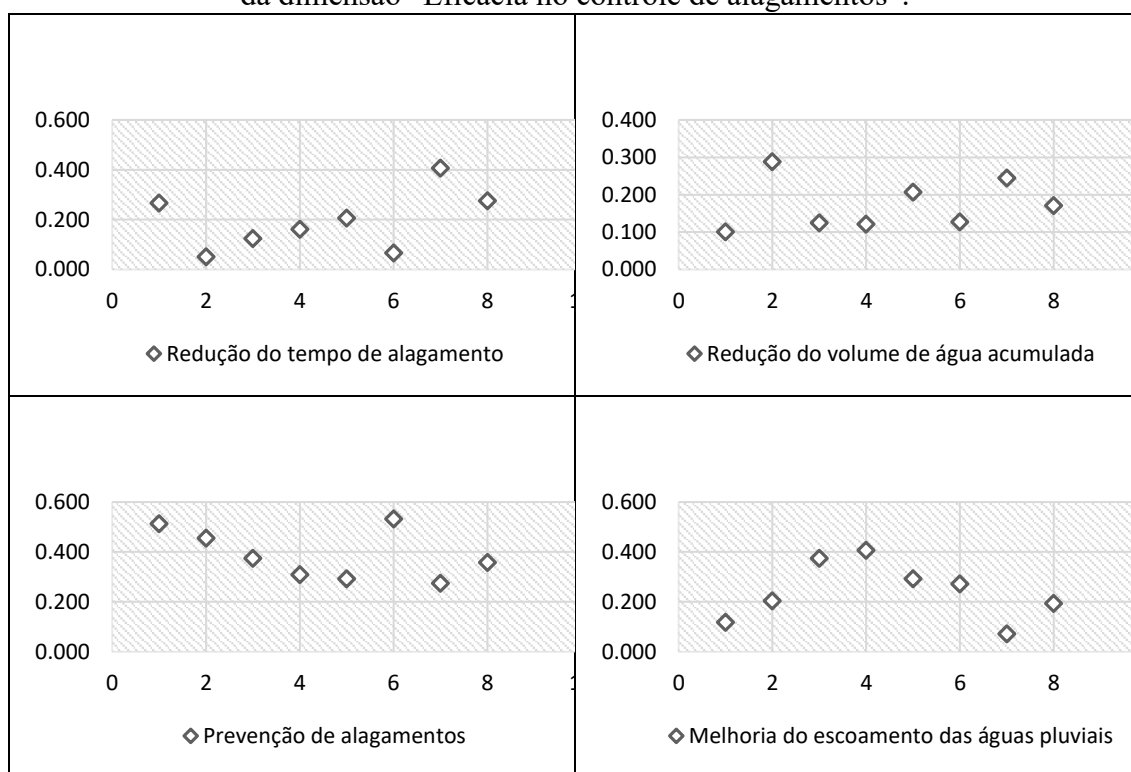 da dimensão "Eficácia no controle de alagamentos".
0.600
0.400
0.200
0.000
0 2 4 6 8
Redução do tempo de alagamento
0.400
0.300
0.200
0.100
0.000
0 2 4 6 8
Redução do volume de água acumulada
0.600
0.400
0.200
0.000
0 2 4 6 8
Prevenção de alagamentos
0.600
0.400
0.200
0.000
0 2 4 6 8
Melhoria do escoamento das águas pluviais